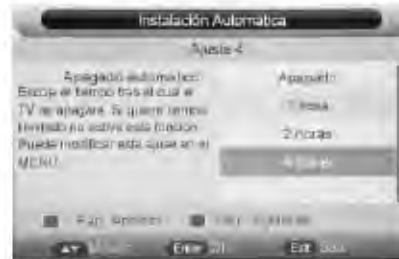 Instalación Automática
Ajuste 4
Apagado automático:
Escoja el tiempo tras el cual el
TV se apagará. Si quiere tiempo
ilimitado no active esta función.
Puede modificar este ajuste en el
MENU.
Apagado
1 hora
2 horas
4 horas
Enter OK
Exit